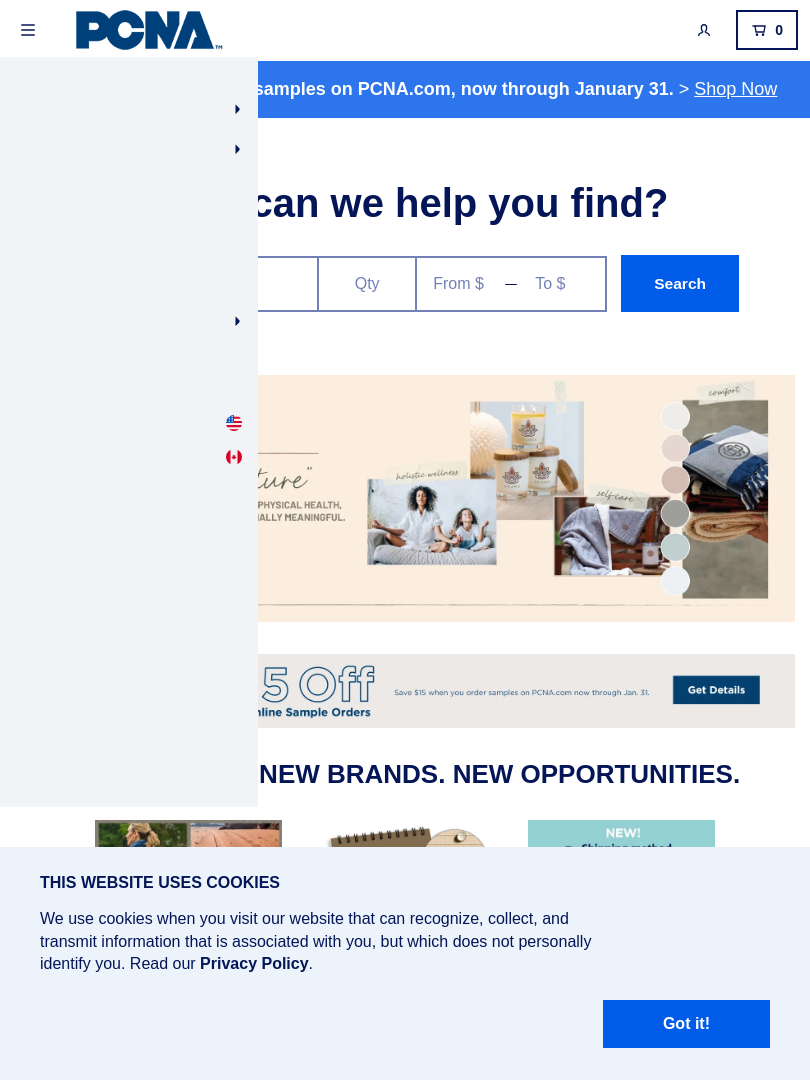 PCNA™
0
samples on PCNA.com, now through January 31. > Shop Now
can we help you find?
Qty
From $
—
To $
Search
comfort
holistic wellness
self-care
PHYSICAL HEALTH,
MEANINGFUL.
5 Off
Save $15 when you order samples on PCNA.com now through Jan. 31.
Get Details
Online Sample Orders
NEW BRANDS. NEW OPPORTUNITIES.
NEW!
Shipping method
THIS WEBSITE USES COOKIES
We use cookies when you visit our website that can recognize, collect, and
transmit information that is associated with you, but which does not personally
identify you. Read our Privacy Policy.
Got it!